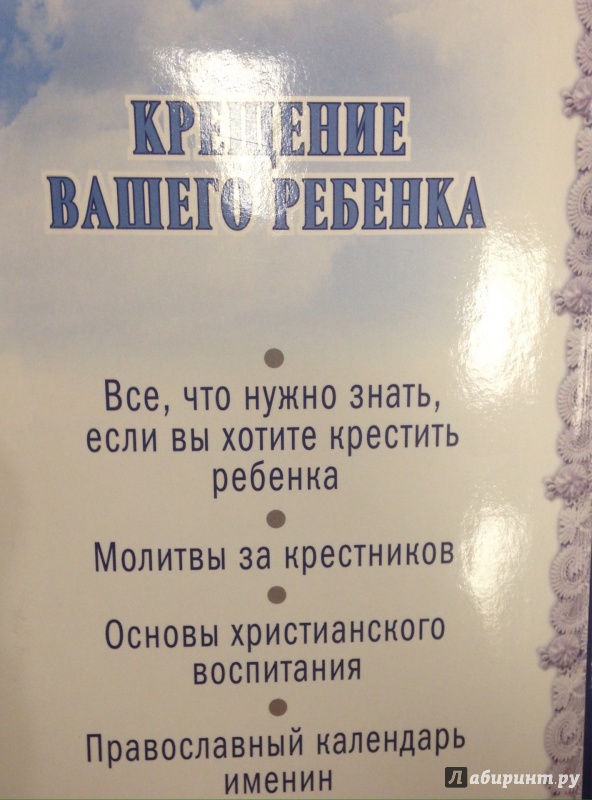 КРЕЩЕНИЕ
ВАШЕГО РЕБЕНКА
Все, что нужно знать,
если вы хотите крестить
ребенка
Молитвы за крестников
Основы христианского
воспитания
Православный календарь
именин
Лабиринт.ру